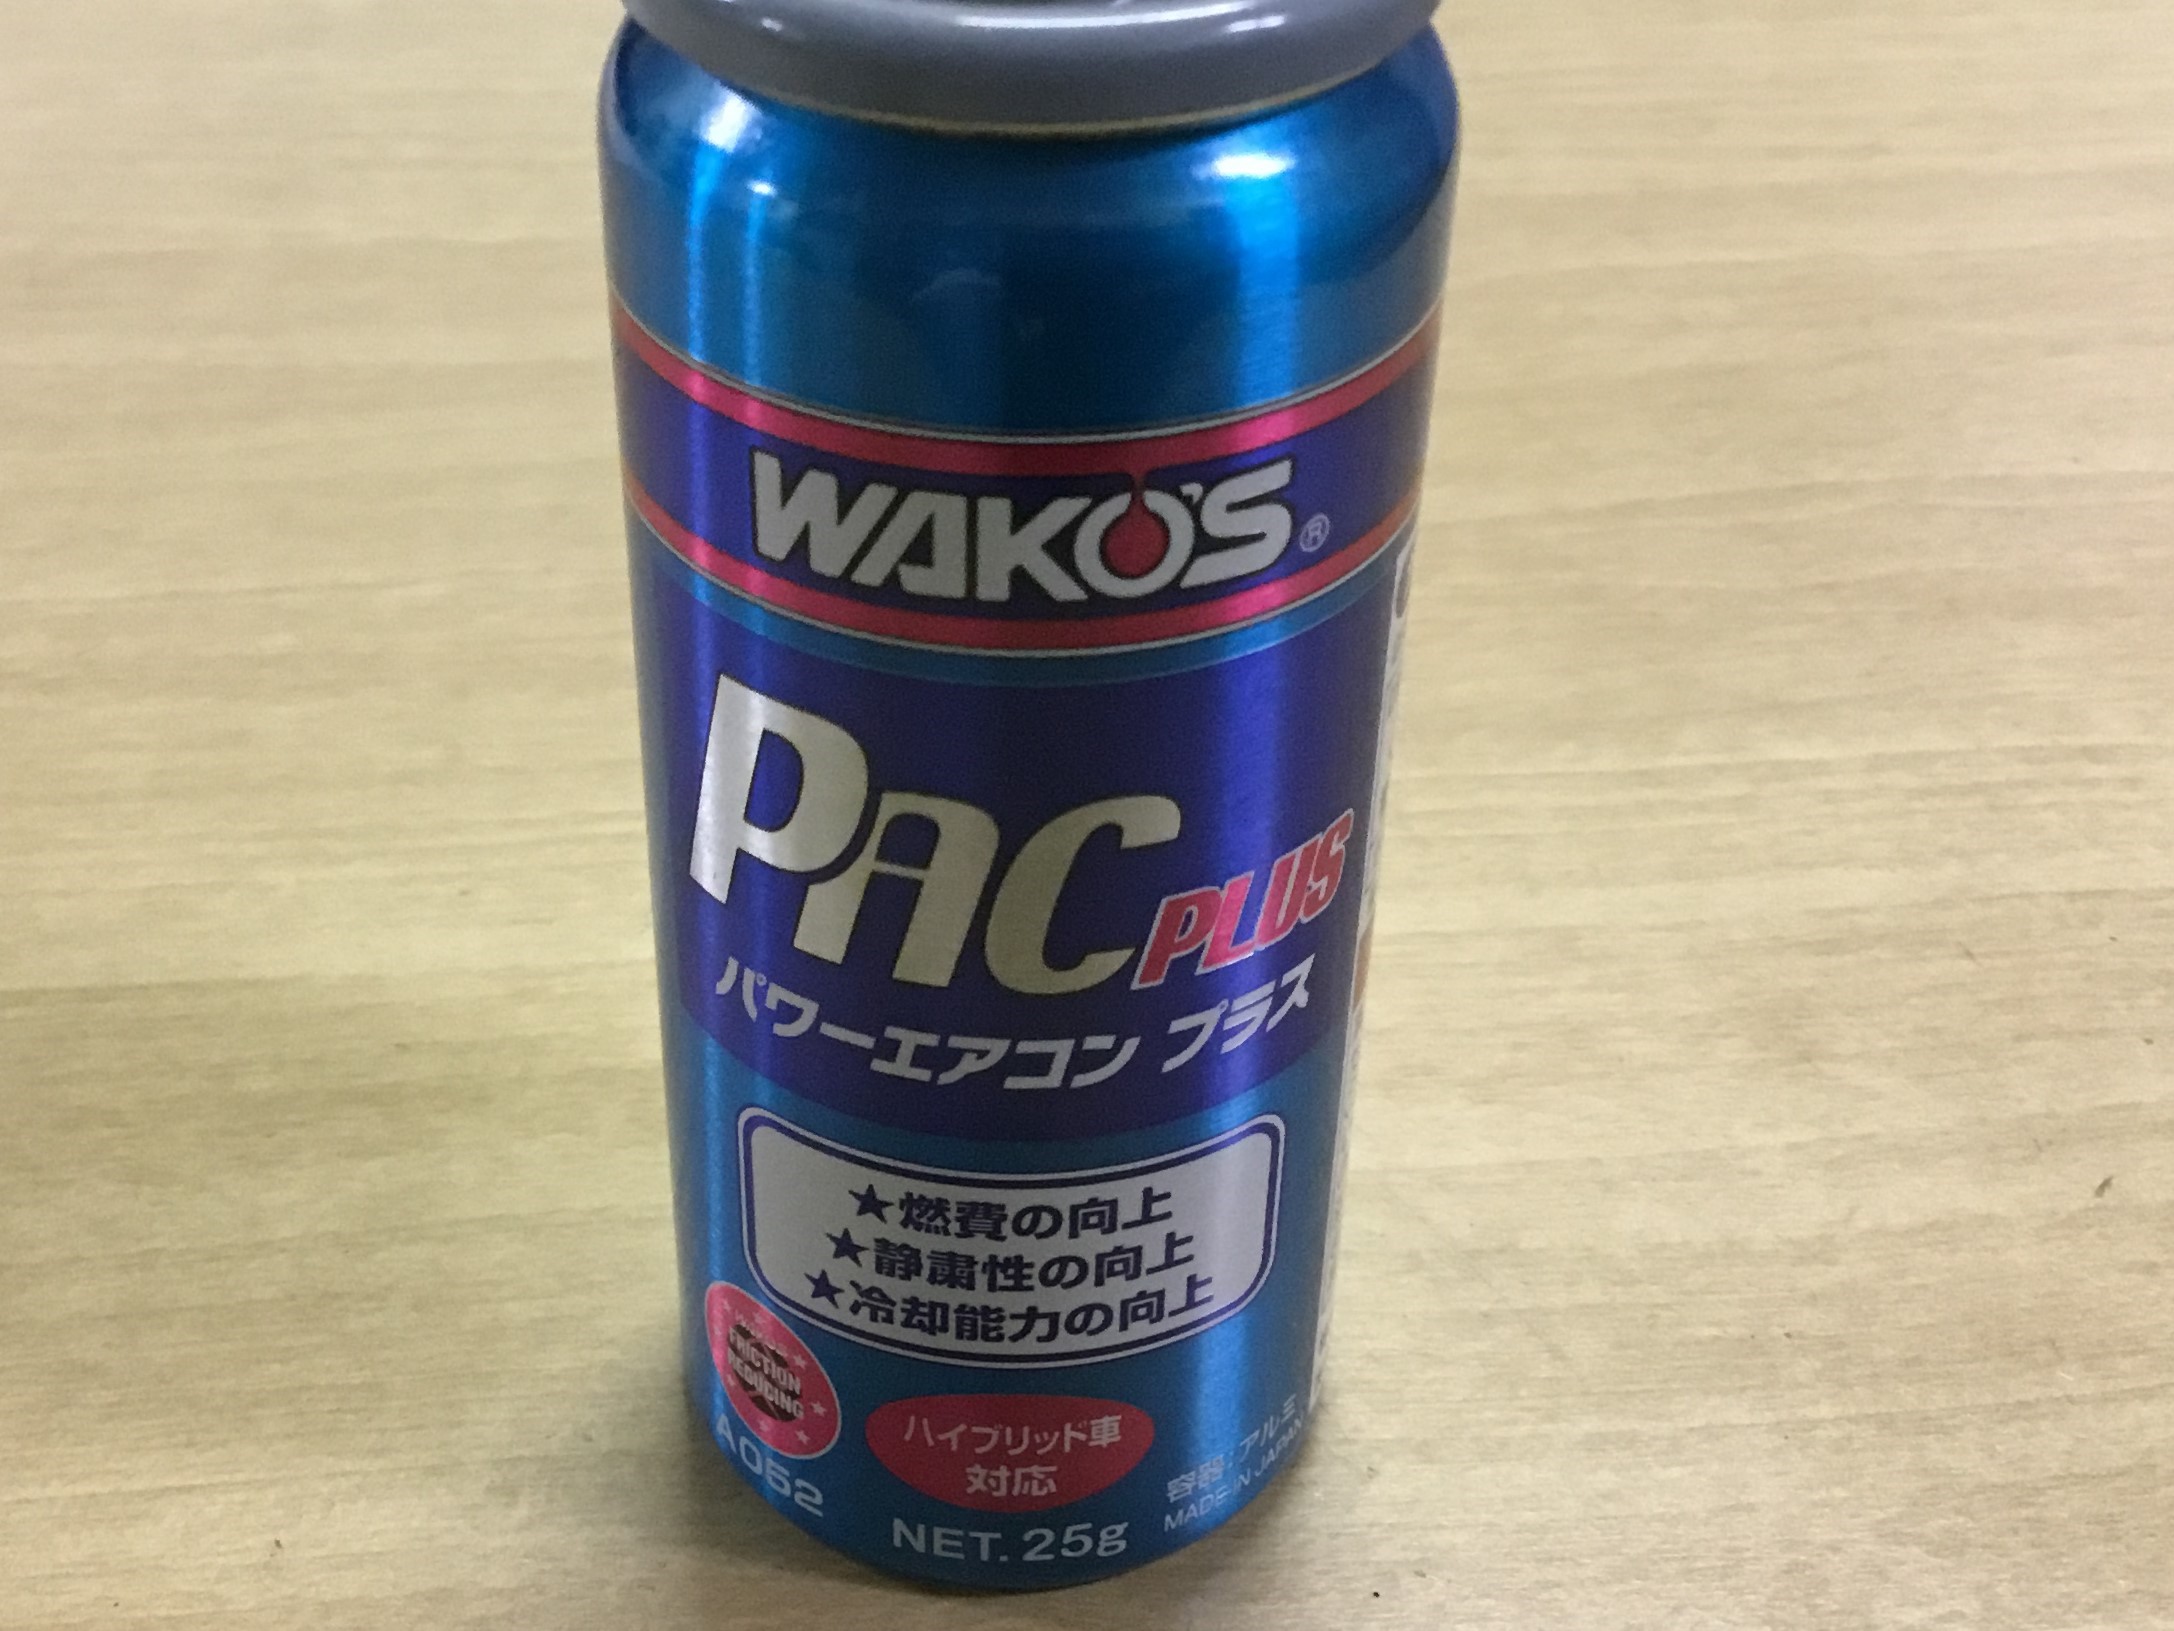 WAKO'S®
PAC PLUS
パワーエアコン プラス
★燃費の向上
★静粛性の向上
★冷却能力の向上
FRICTION
REDUCING
A052
ハイブリッド車
対応
容器:アルミ
MADE IN JAPAN
NET. 25g